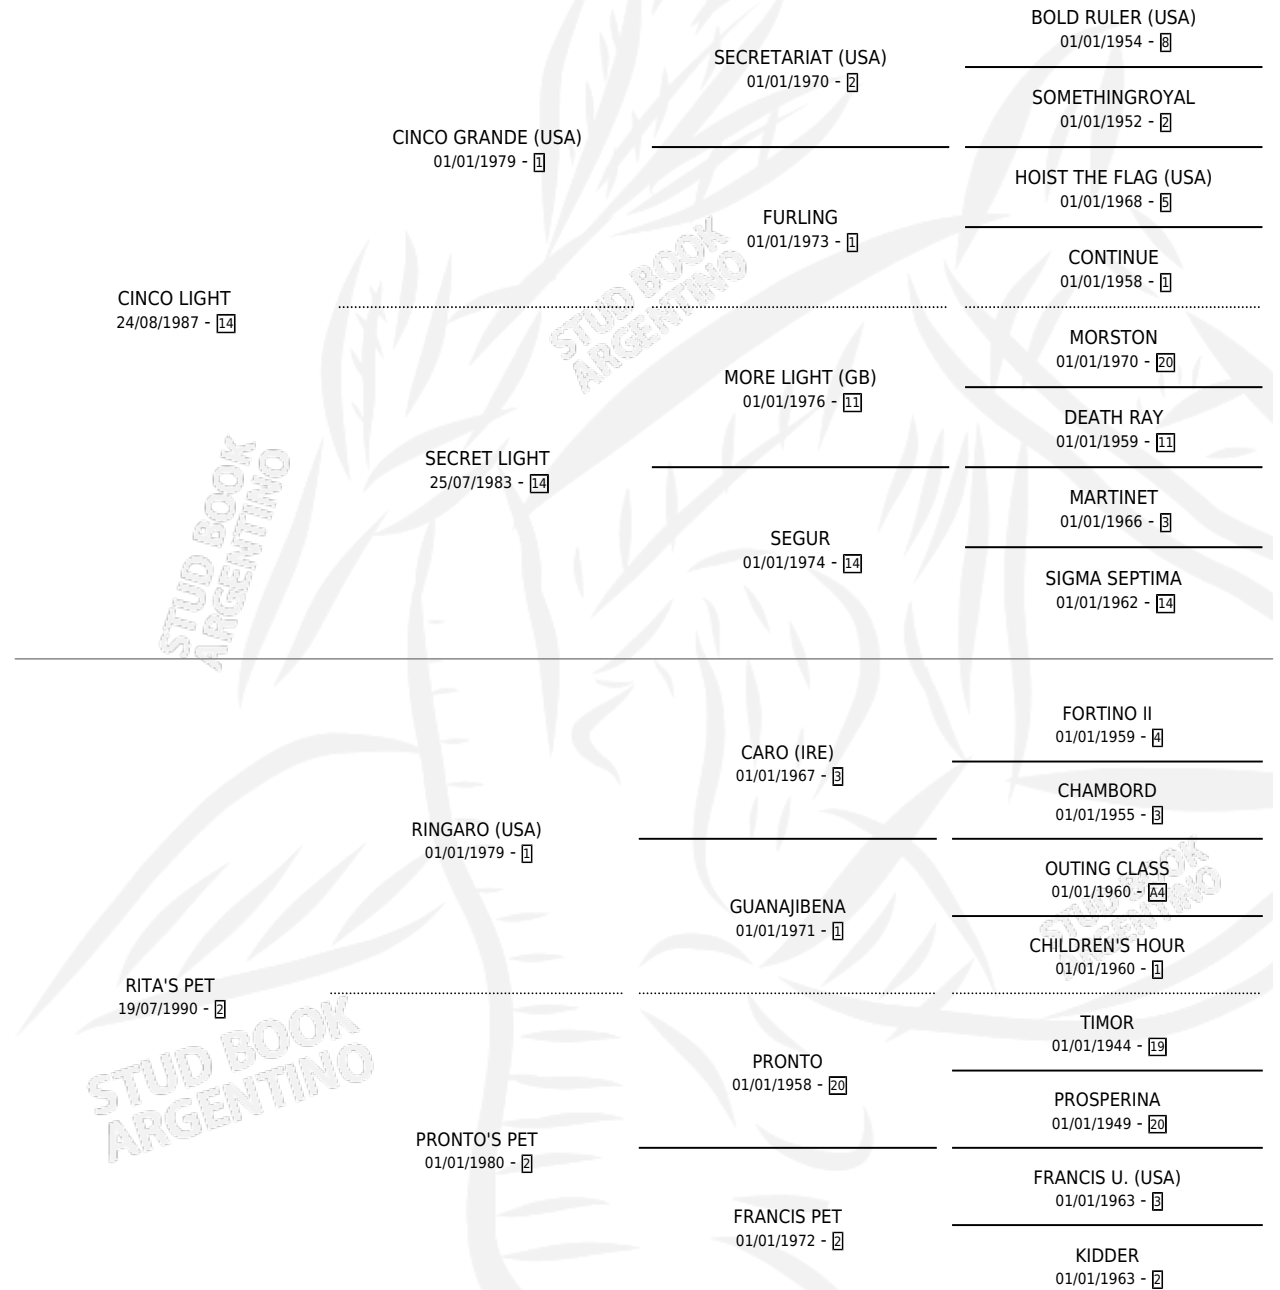 BOLD RULER (USA)
01/01/1954 - 8
SECRETARIAT (USA)
01/01/1970 - 2
SOMETHINGROYAL
01/01/1952 - 2
CINCO GRANDE (USA)
01/01/1979 - 1
HOIST THE FLAG (USA)
01/01/1968 - 5
FURLING
01/01/1973 - 1
CONTINUE
01/01/1958 - 1
CINCO LIGHT
24/08/1987 - 14
MORSTON
01/01/1970 - 20
MORE LIGHT (GB)
01/01/1976 - 11
DEATH RAY
01/01/1959 - 11
SECRET LIGHT
25/07/1983 - 14
MARTINET
01/01/1966 - 3
SEGUR
01/01/1974 - 14
SIGMA SEPTIMA
01/01/1962 - 14
FORTINO II
01/01/1959 - 4
CARO (IRE)
01/01/1967 - 3
CHAMBORD
01/01/1955 - 3
RINGARO (USA)
01/01/1979 - 1
OUTING CLASS
01/01/1960 - A4
GUANAJIBENA
01/01/1971 - 1
CHILDREN'S HOUR
01/01/1960 - 1
RITA'S PET
19/07/1990 - 2
TIMOR
01/01/1944 - 19
PRONTO
01/01/1958 - 20
PROSPERINA
01/01/1949 - 20
PRONTO'S PET
01/01/1980 - 2
FRANCIS U. (USA)
01/01/1963 - 3
FRANCIS PET
01/01/1972 - 2
KIDDER
01/01/1963 - 2
STUD BOOK
ARGENTINO
STUD BOOK
ARGENTINO
STUD BOOK
ARGENTINO
STUD BOOK
ARGENTINO